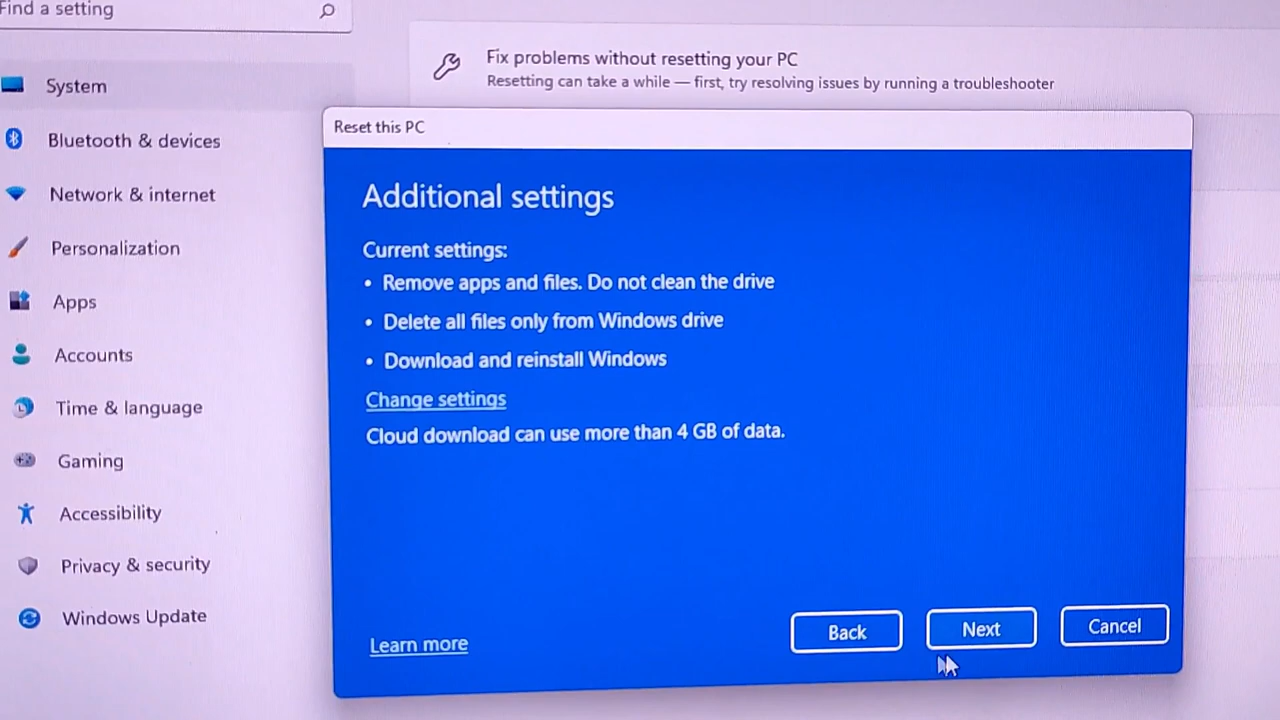 Find a setting
System
Bluetooth & devices
Network & internet
Personalization
Apps
Accounts
Time & language
Gaming
Accessibility
Privacy & security
Windows Update
Fix problems without resetting your PC
Resetting can take a while — first, try resolving issues by running a troubleshooter
Reset this PC
Additional settings
Current settings:
• Remove apps and files. Do not clean the drive
• Delete all files only from Windows drive
• Download and reinstall Windows
Change settings
Cloud download can use more than 4 GB of data.
Learn more
Back
Next
Cancel